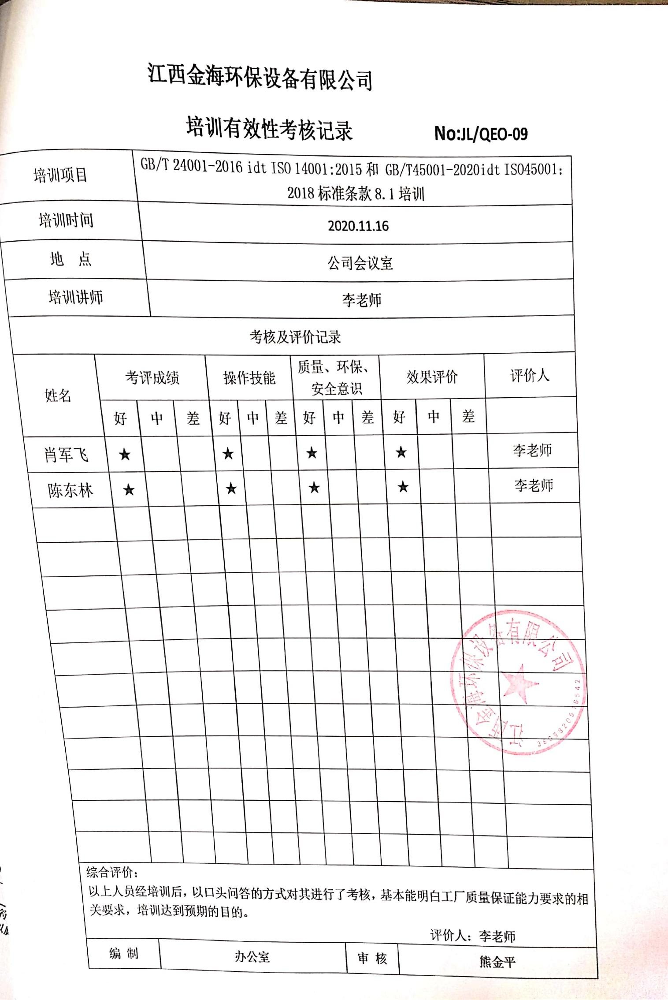 江西金海环保设备有限公司
培训有效性考核记录 No:JL/QEO-09
培训项目 GB/T 24001-2016 idt ISO 14001:2015 和 GB/T45001-2020idt ISO45001:
2018 标准条款 8.1 培训
培训时间 2020.11.16
地 点 公司会议室
培训讲师 李老师
考核及评价记录
姓名 考评成绩 操作技能 质量、环保、 效果评价 评价人
安全意识
好 中 差 好 中 差 好 中 差 好 中 差
肖军飞 ★ ★ ★ ★ 李老师
陈东林 ★ ★ ★ ★ 李老师
江西金海环保设备有限公司
综合评价:
以上人员经培训后，以口头问答的方式对其进行了考核，基本能明白工厂质量保证能力要求的相
关要求，培训达到预期的目的。
评价人：李老师
编 制 办公室 审 核 熊金平